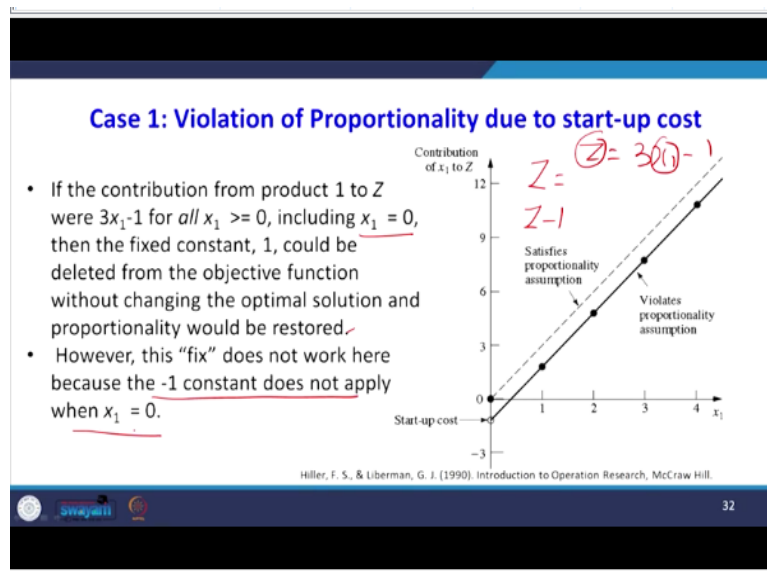 Case 1: Violation of Proportionality due to start-up cost
• If the contribution from product 1 to Z
were 3x₁-1 for all x₁ >= 0, including x₁ = 0,
then the fixed constant, 1, could be
deleted from the objective function
without changing the optimal solution and
proportionality would be restored.
• However, this “fix” does not work here
because the -1 constant does not apply
when x₁ = 0.
Contribution
of x₁ to Z
Z =
Z = 3x₁ - 1
Z-1
12
9
6
3
0
-3
Satisfies
proportionality
assumption
Violates
proportionality
assumption
Start-up cost
1 2 3 4 x₁
Hiller, F. S., & Liberman, G. J. (1990). Introduction to Operation Research, McCraw Hill.
swayam
32